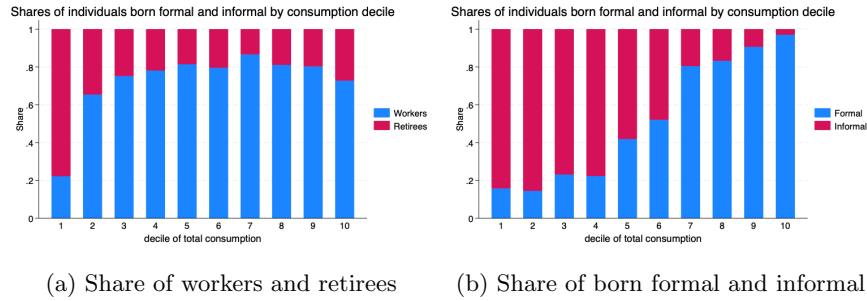 Shares of individuals born formal and informal by consumption decile
1
.8
.6
.4
.2
0
Share
1 2 3 4 5 6 7 8 9 10
decile of total consumption
Workers
Retirees
(a) Share of workers and retirees
Shares of individuals born formal and informal by consumption decile
1
.8
.6
.4
.2
0
Share
1 2 3 4 5 6 7 8 9 10
decile of total consumption
Formal
Informal
(b) Share of born formal and informal